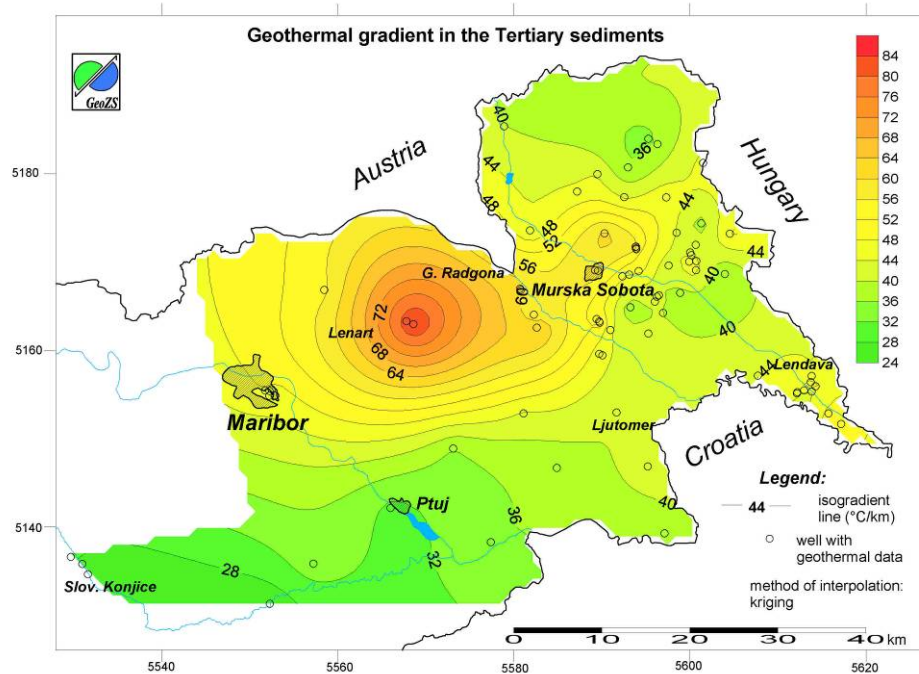 Geothermal gradient in the Tertiary sediments
GeoZS
Austria
Hungary
Croatia
G. Radgona
Murska Sobota
Lenart
Maribor
Ljutomer
Lendava
Ptuj
Slov. Konjice
40
44
48
48
52
56
60
72
68
64
36
44
44
40
40
44
40
36
32
28
84
80
76
72
68
64
60
56
52
48
44
40
36
32
28
24
5180
5160
5140
5540
5560
5580
5600
5620
Legend:
44 isogradient
line (°C/km)
well with
geothermal data
method of interpolation:
kriging
0 10 20 30 40 km